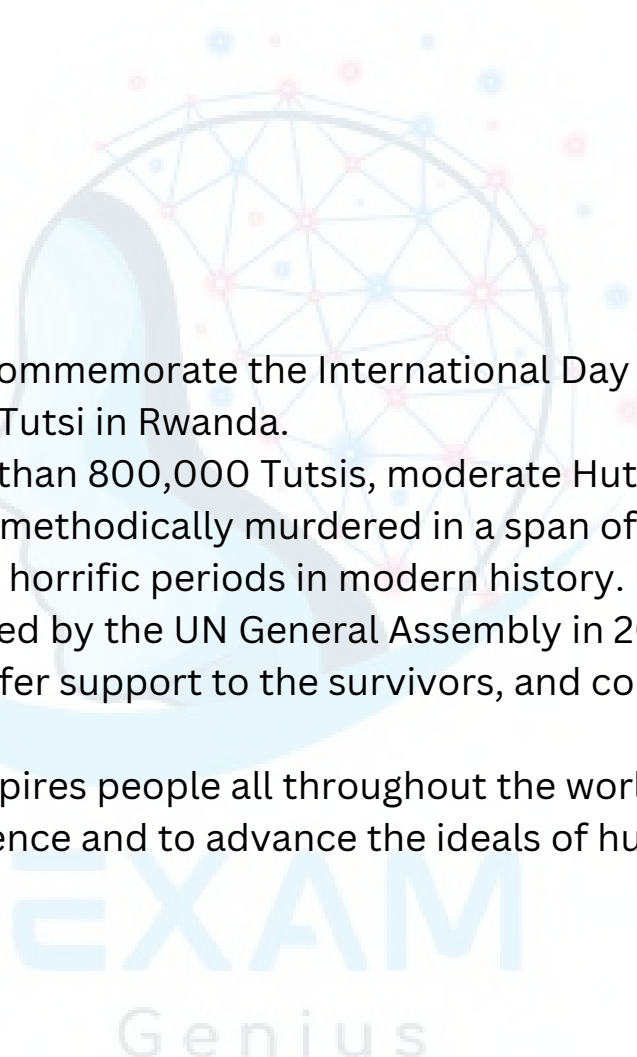 ommemorate the International Day
Tutsi in Rwanda.
than 800,000 Tutsis, moderate Hut
methodically murdered in a span of
horrific periods in modern history.
ed by the UN General Assembly in 20
fer support to the survivors, and co
pires people all throughout the worl
ence and to advance the ideals of hu
EXAM
Genius